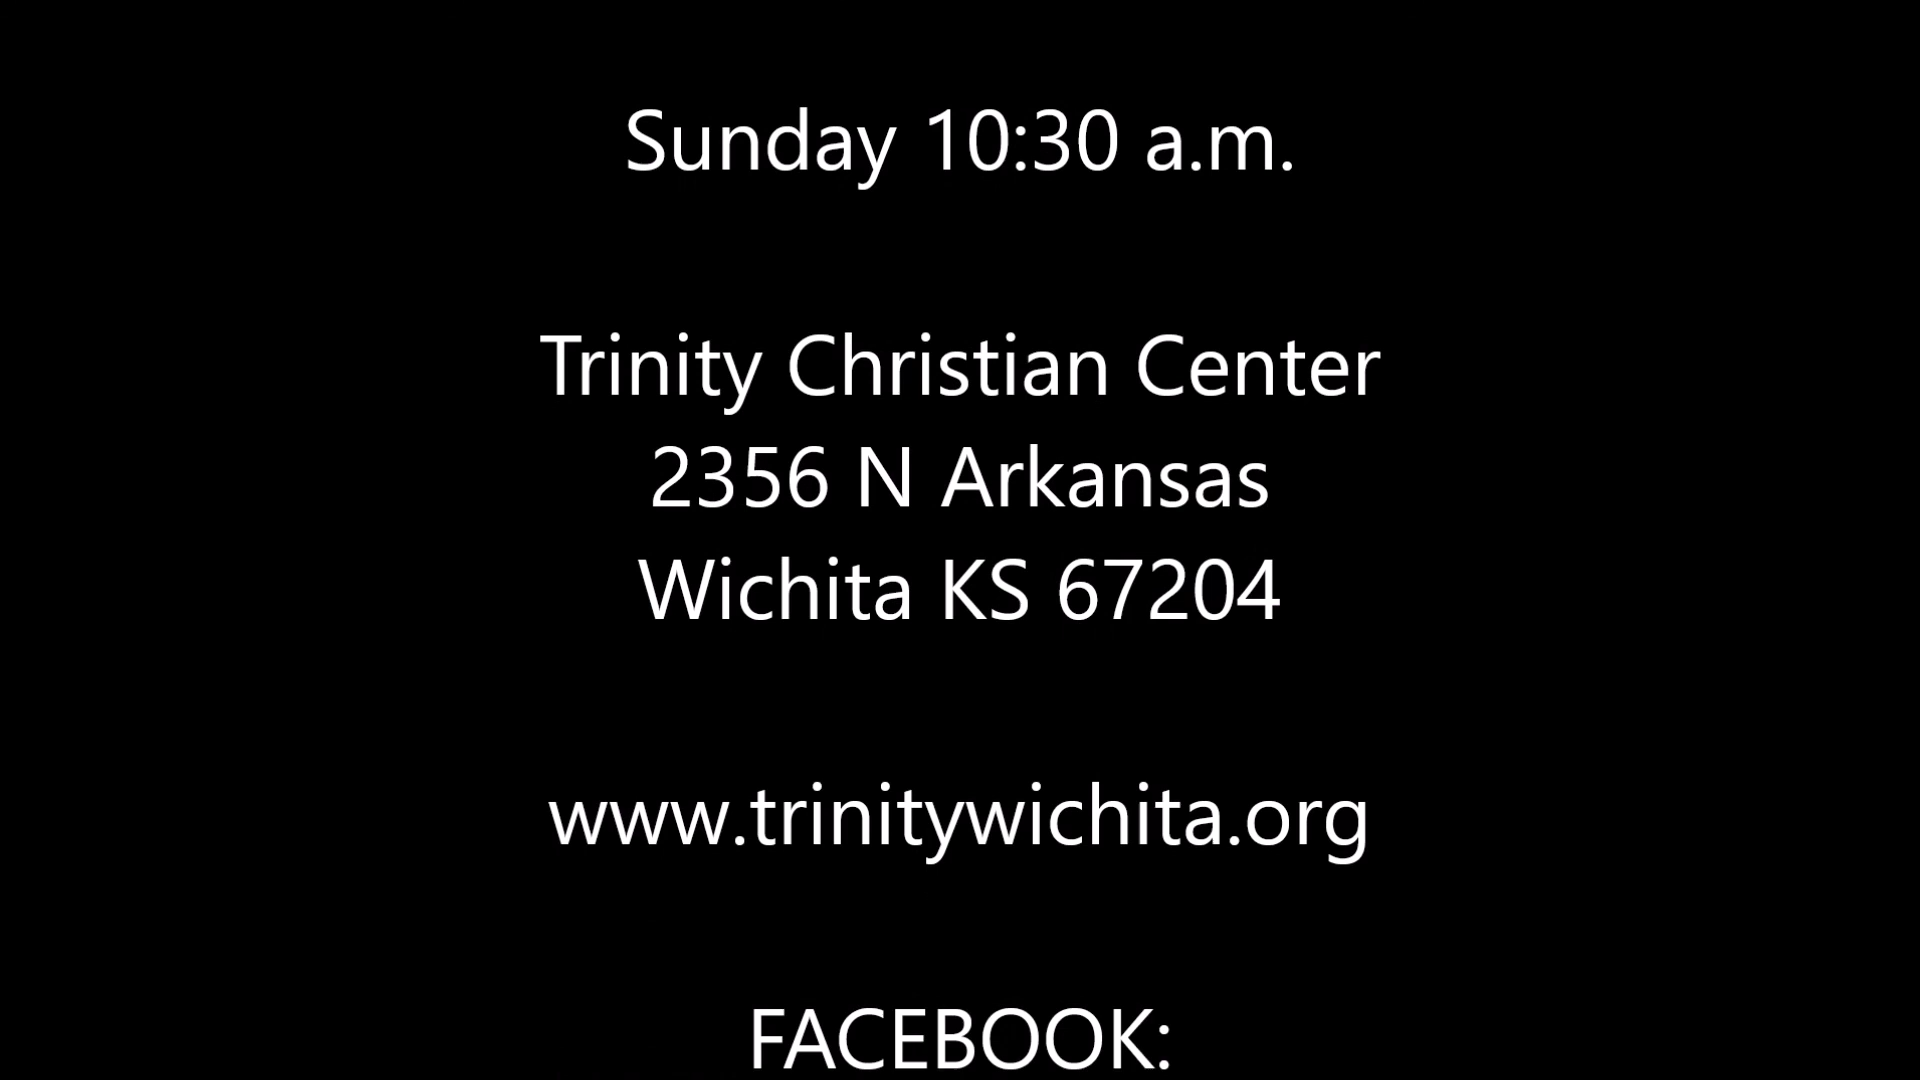 Sunday 10:30 a.m.
Trinity Christian Center
2356 N Arkansas
Wichita KS 67204
www.trinitywichita.org
FACEBOOK: